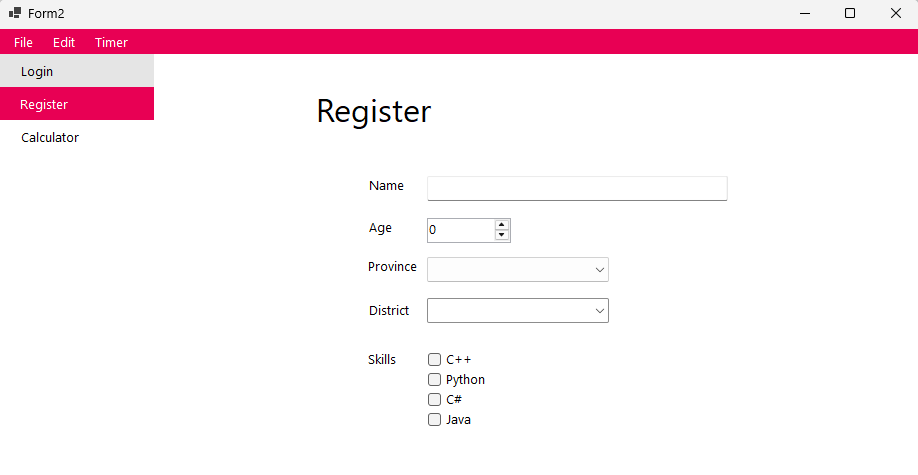 Form2
File Edit Timer
Login
Register
Calculator
Register
Name
Age 0
Province
District
Skills C++
Python
C#
Java